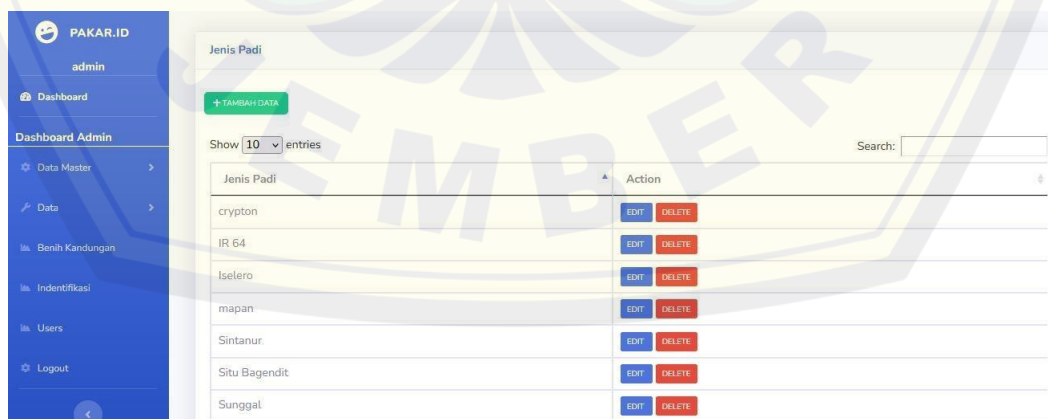 PAKAR.ID
admin
Dashboard
Dashboard Admin
Data Master
Data
Benih Kandungan
Indentifikasi
Users
Logout
Jenis Padi
+ TAMBAH DATA
Show 10 entries
Search:
Jenis Padi Action
crypton EDIT DELETE
IR 64 EDIT DELETE
Iselero EDIT DELETE
mapan EDIT DELETE
Sintanur EDIT DELETE
Situ Bagendit EDIT DELETE
Sunggal EDIT DELETE
JEMBER